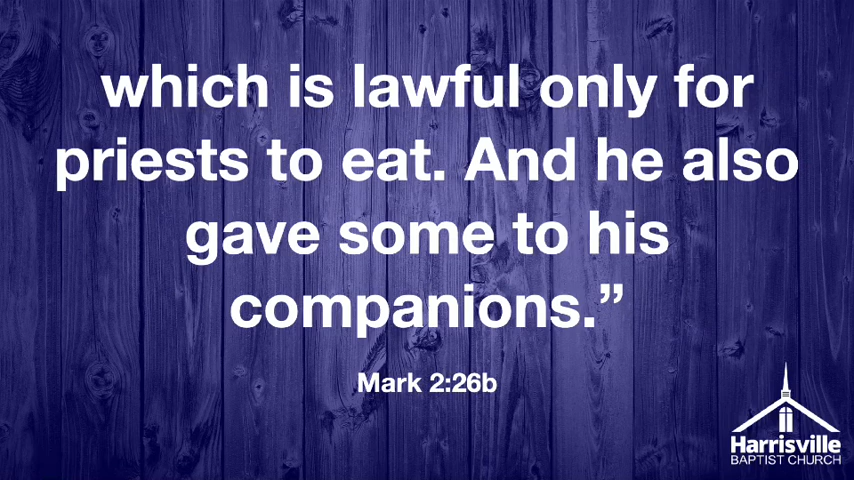 which is lawful only for
priests to eat. And he also
gave some to his
companions.”
Mark 2:26b
Harrisville
BAPTIST CHURCH